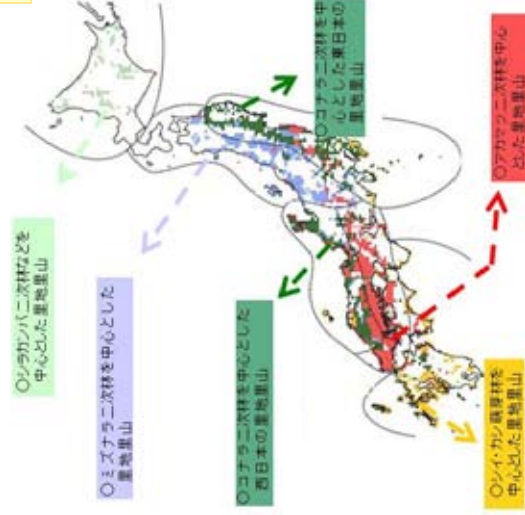 ○シラカンバ二次林などを
中心とした里地里山
○ミズナラ二次林を中心とした
里地里山
○コナラ二次林を中心とした
西日本の里地里山
○シイ・カシ萌芽林を
中心とした里地里山
○コナラ二次林を中
心とした東日本の
里地里山
○アカマツ二次林を中心
とした里地里山